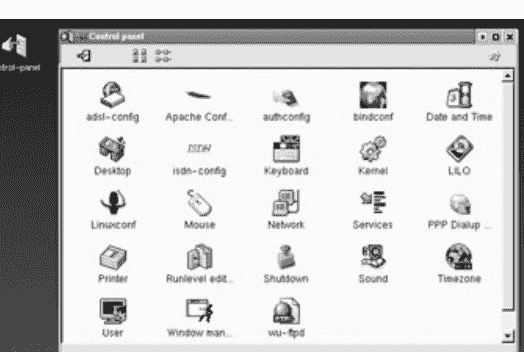 Control panel
adsl-config Apache Conf... authconfig bindconf Date and Time
Desktop isdn-config Keyboard Kernel LILO
Linuxconf Mouse Network Services PPP Dialup ...
Printer Runlevel edit... Shutdown Sound Timezone
User Window man... wu-ftpd